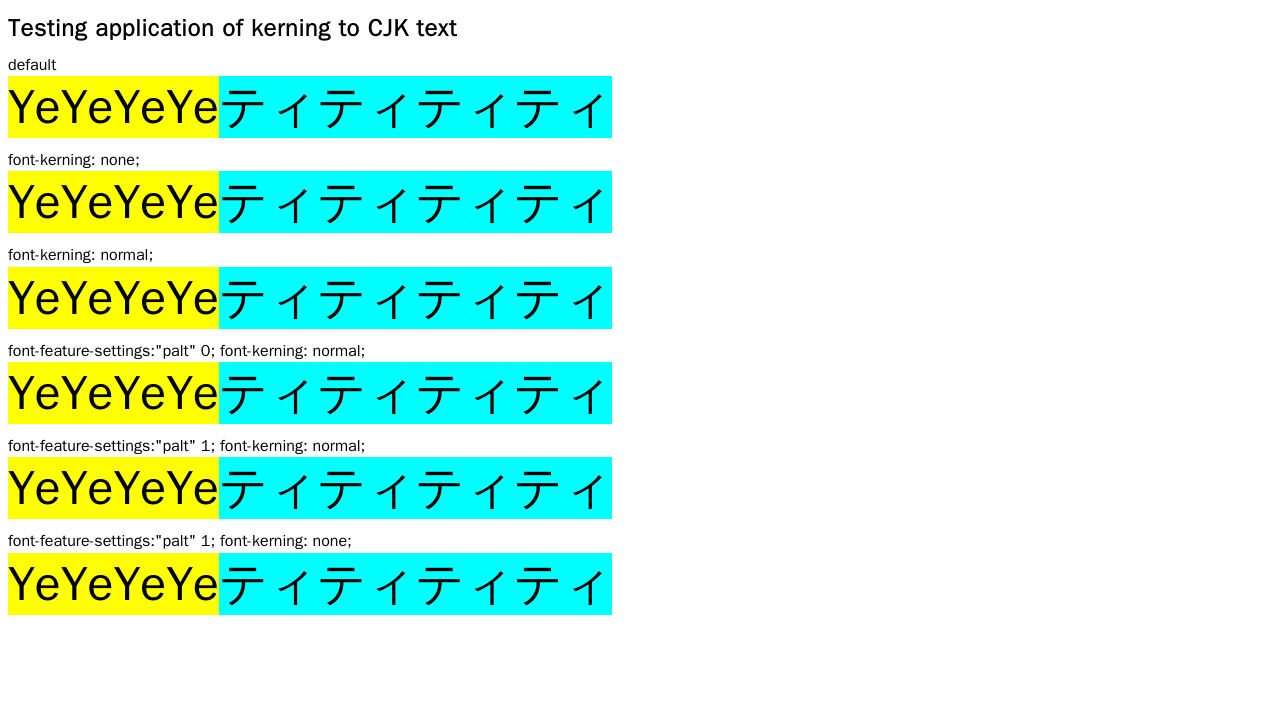 Testing application of kerning to CJK text
default
YeYeYeYeティティティティ
font-kerning: none;
YeYeYeYeティティティティ
font-kerning: normal;
YeYeYeYeティティティティ
font-feature-settings:"palt" 0; font-kerning: normal;
YeYeYeYeティティティティ
font-feature-settings:"palt" 1; font-kerning: normal;
YeYeYeYeティティティティ
font-feature-settings:"palt" 1; font-kerning: none;
YeYeYeYeティティティティ